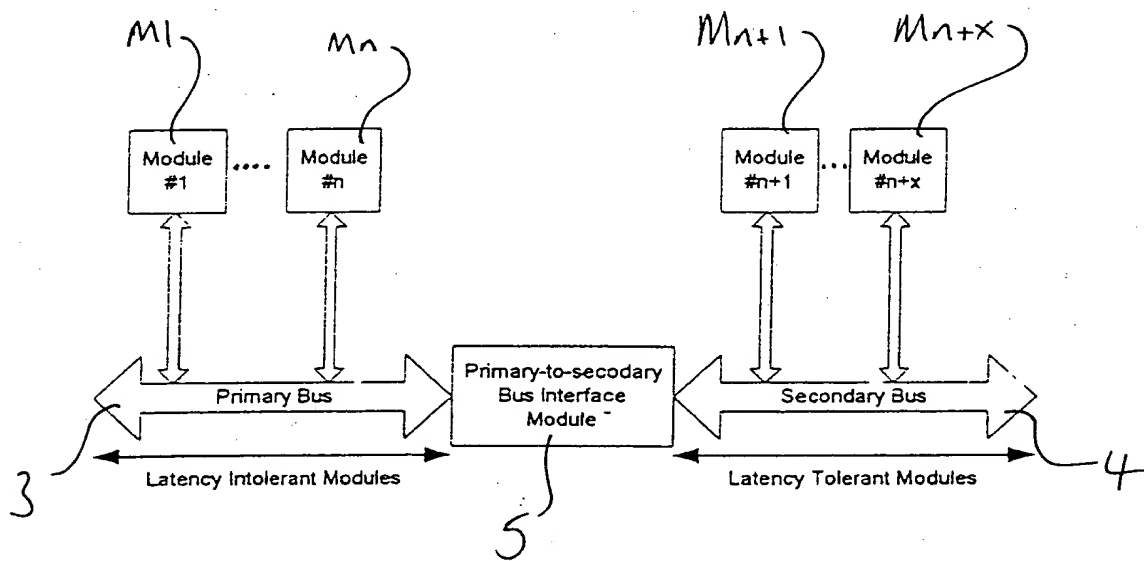 M1
Mn
Mn+1
Mn+x
Module
#1
....
Module
#n
Module
#n+1
...
Module
#n+x
Primary Bus
Primary-to-secodary
Bus Interface
Module
Secondary Bus
3
Latency Intolerant Modules
5
Latency Tolerant Modules
4